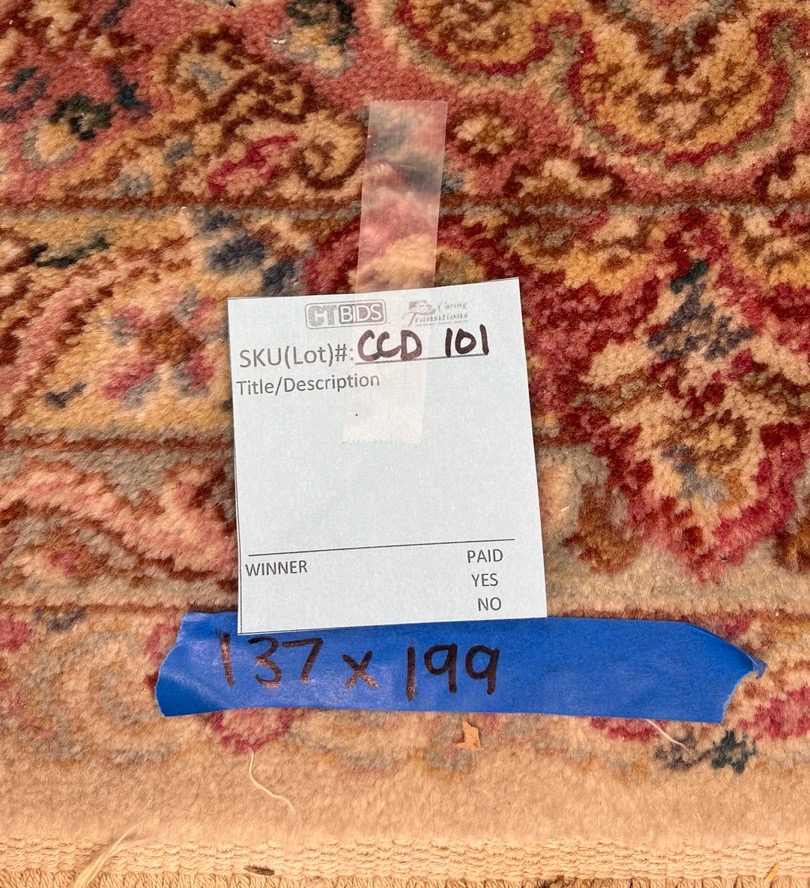 CTBIDS Caring Transitions
SKU(Lot)#: CCD 101
Title/Description
WINNER PAID
YES
NO
137 x 199